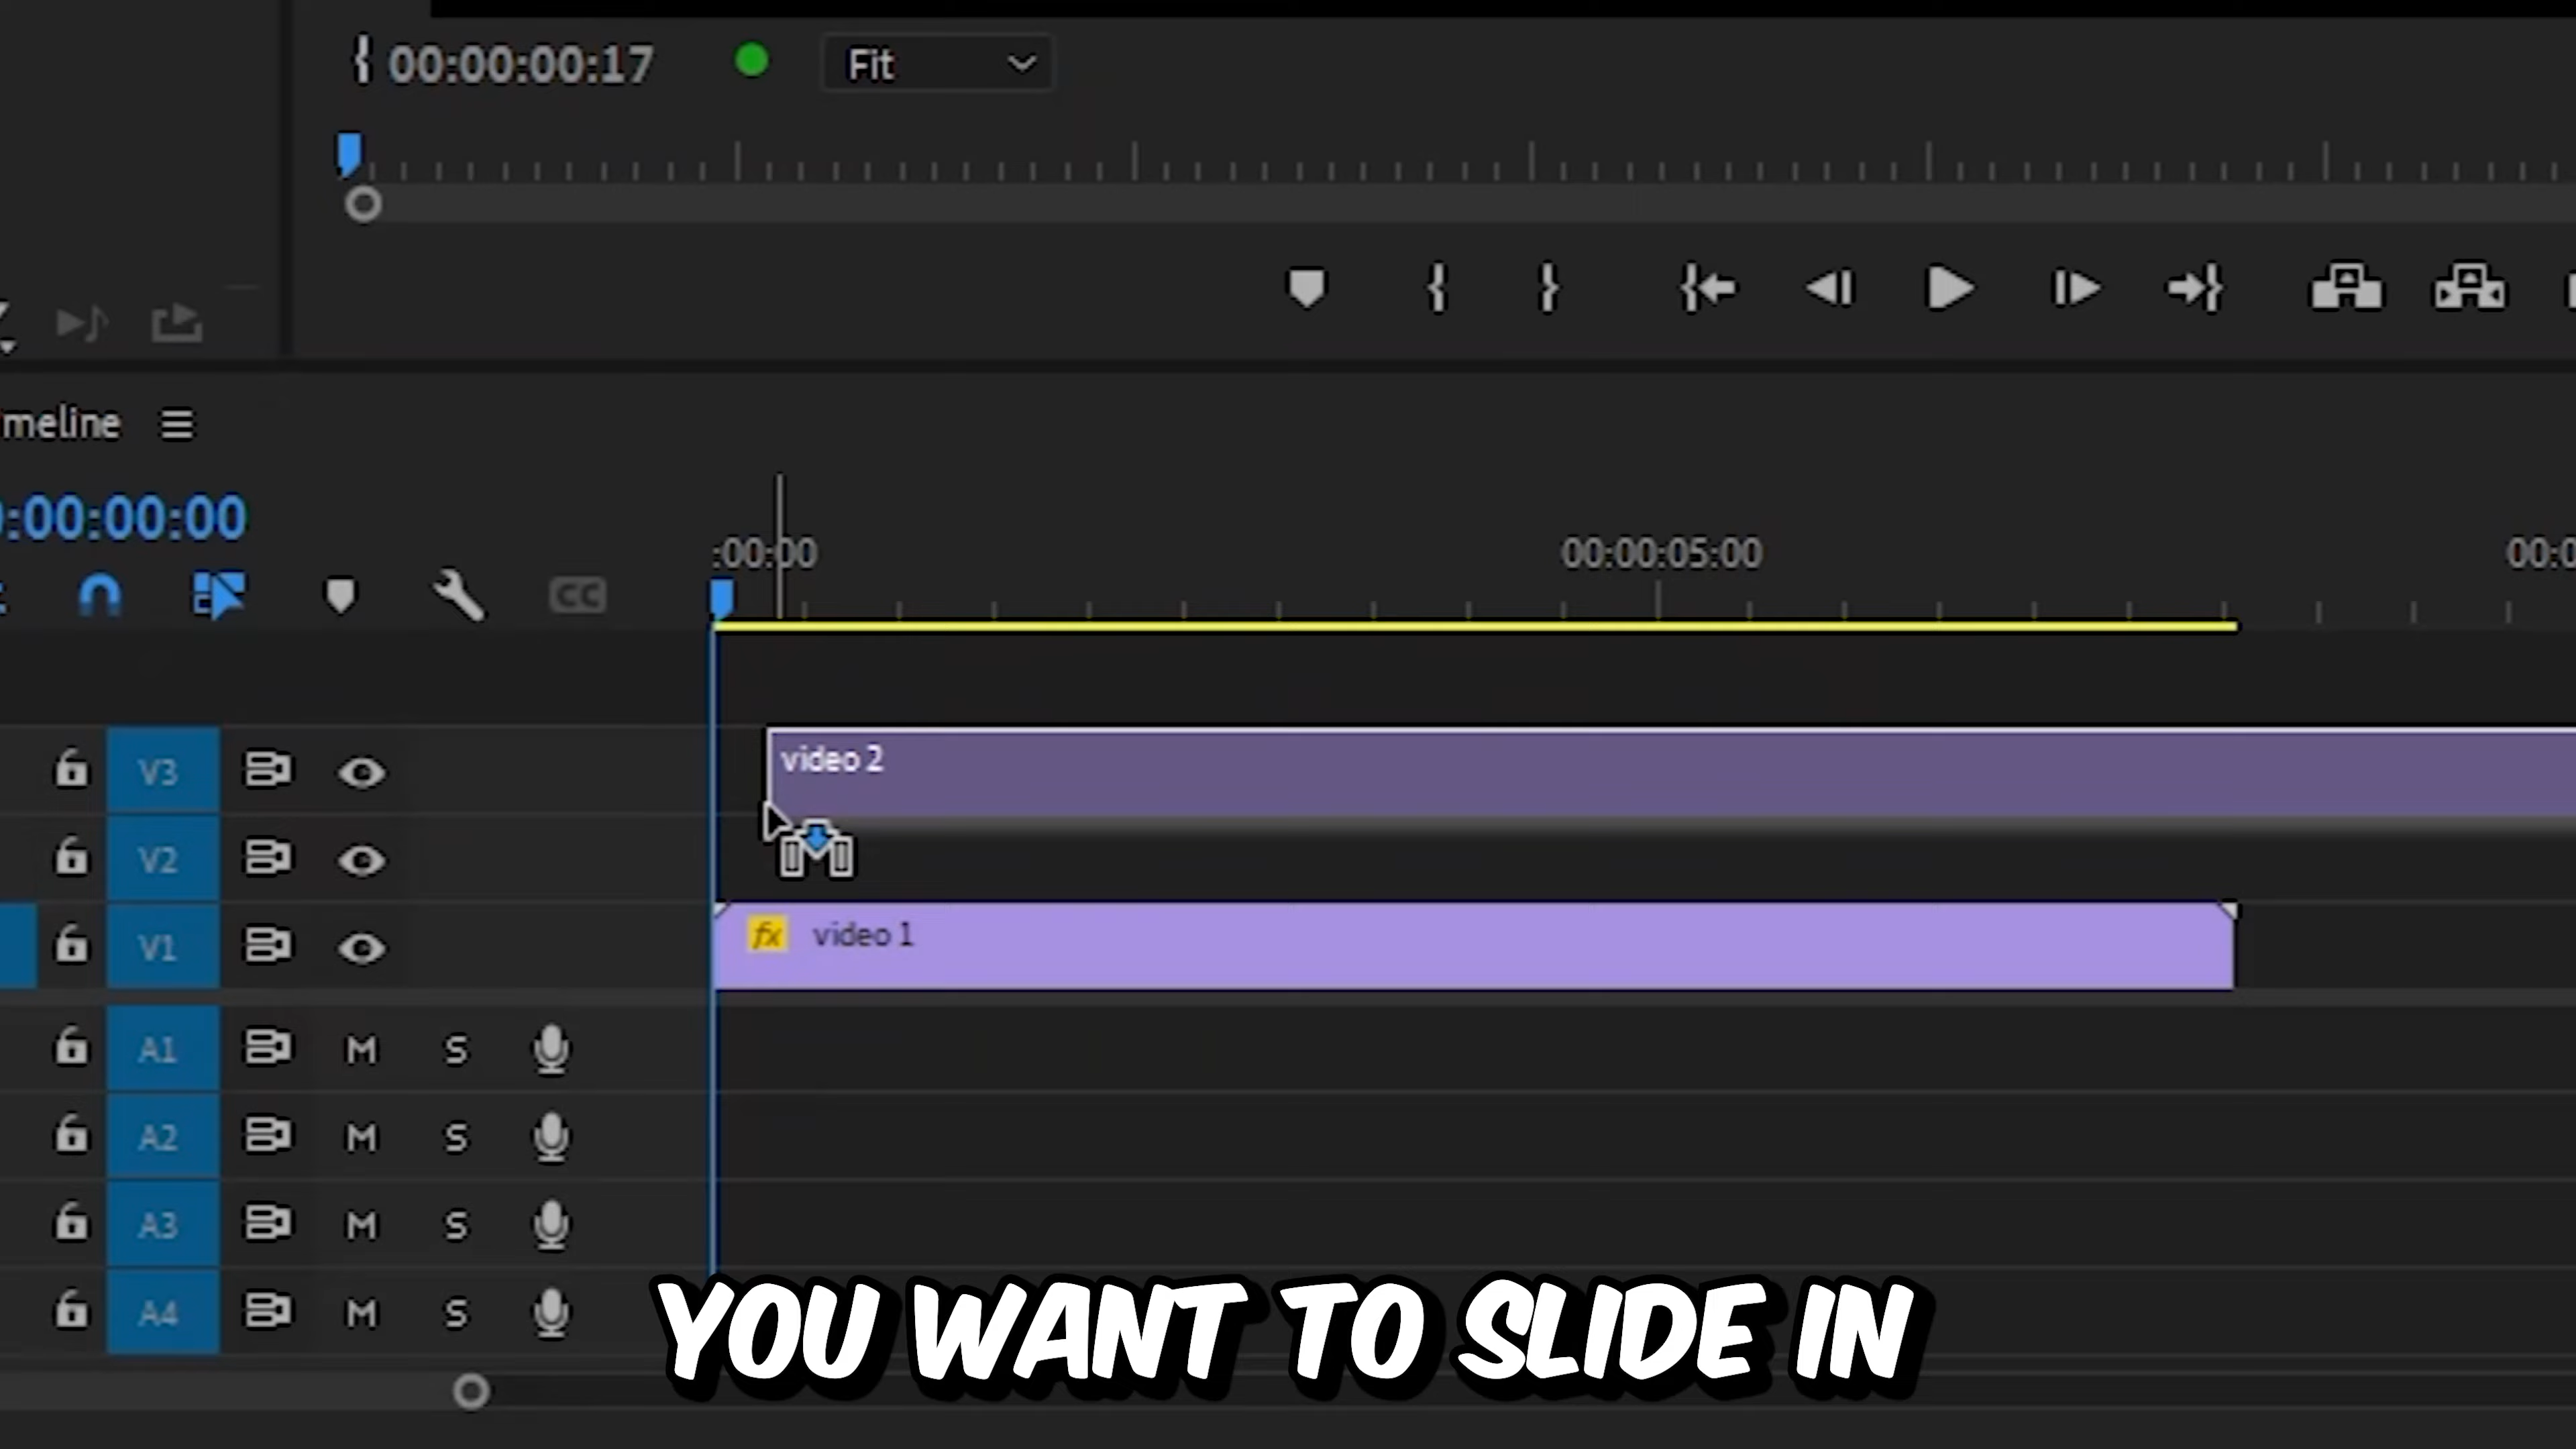 00:00:00:17 Fit
meline
:00:00:00
:00:00 00:00:05:00 00:0
CC
V3 video 2
V2
V1 fx video 1
A1 M S
A2 M S
A3 M S
A4 M S
YOU WANT TO SLIDE IN